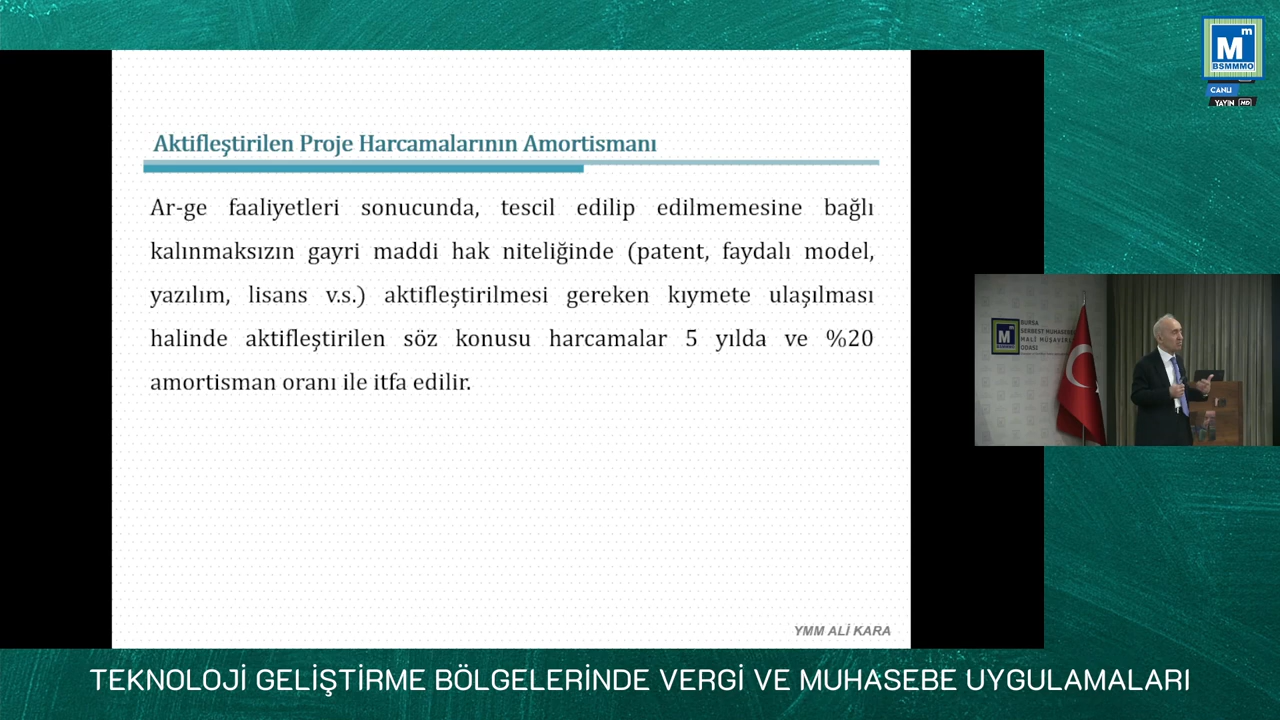 Aktifleştirilen Proje Harcamalarının Amortismanı
Ar-ge faaliyetleri sonucunda, tescil edilip edilmemesine bağlı
kalınmaksızın gayri maddi hak niteliğinde (patent, faydalı model,
yazılım, lisans v.s.) aktifleştirilmesi gereken kıymete ulaşılması
halinde aktifleştirilen söz konusu harcamalar 5 yılda ve %20
amortisman oranı ile itfa edilir.
YMM ALİ KARA
Mm
BSMMMO
CANLI
YAYIN HD
BURSA
SERBEST MUHASEBECİ
MALİ MÜŞAVİRLER
ODASI
TEKNOLOJİ GELİŞTİRME BÖLGELERİNDE VERGİ VE MUHASEBE UYGULAMALARI